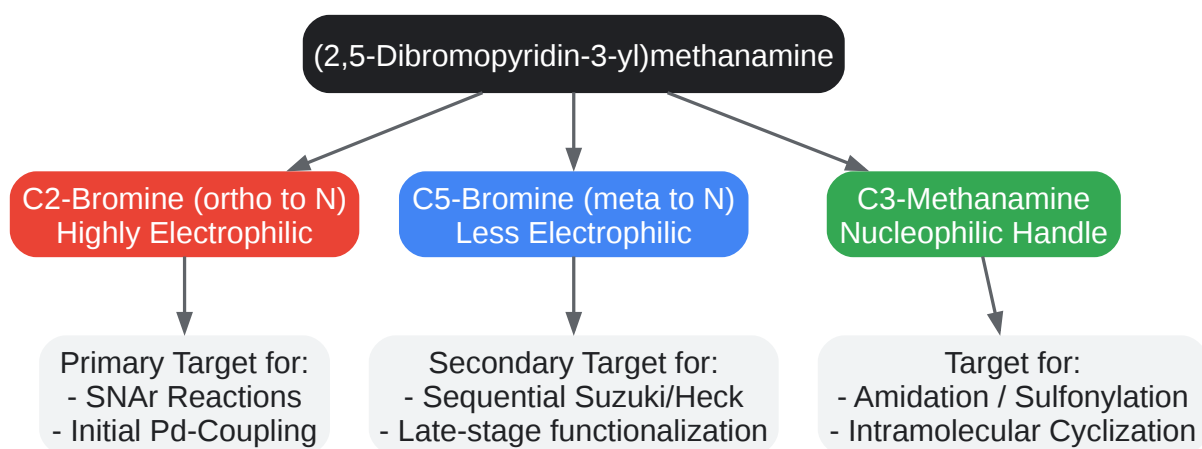 (2,5-Dibromopyridin-3-yl)methanamine
C2-Bromine (ortho to N)
Highly Electrophilic
C5-Bromine (meta to N)
Less Electrophilic
C3-Methanamine
Nucleophilic Handle
Primary Target for:
- SNAr Reactions
- Initial Pd-Coupling
Secondary Target for:
- Sequential Suzuki/Heck
- Late-stage functionalization
Target for:
- Amidation / Sulfonylation
- Intramolecular Cyclization